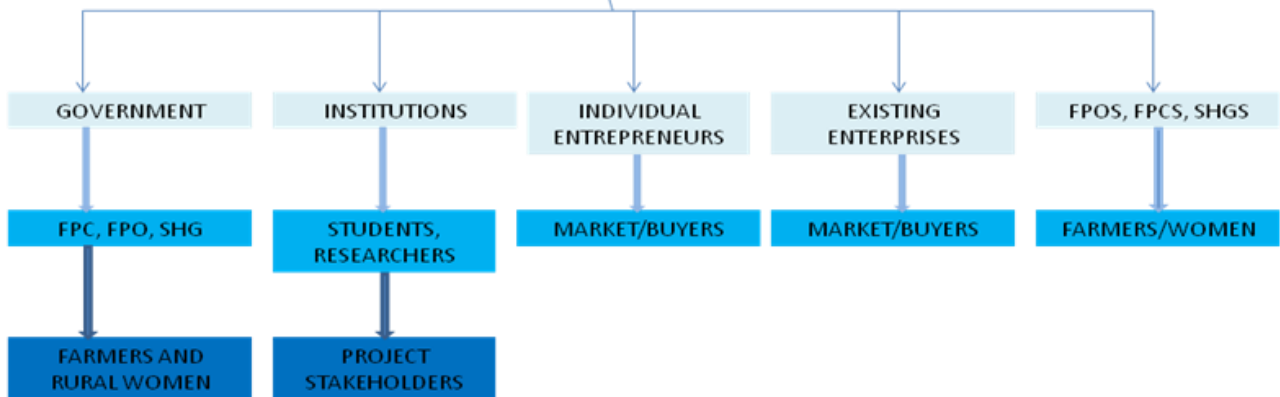 GOVERNMENT
INSTITUTIONS
INDIVIDUAL
ENTREPRENEURS
EXISTING
ENTERPRISES
FPOS, FPCS, SHGS
FPC, FPO, SHG
STUDENTS,
RESEARCHERS
MARKET/BUYERS
MARKET/BUYERS
FARMERS/WOMEN
FARMERS AND
RURAL WOMEN
PROJECT
STAKEHOLDERS